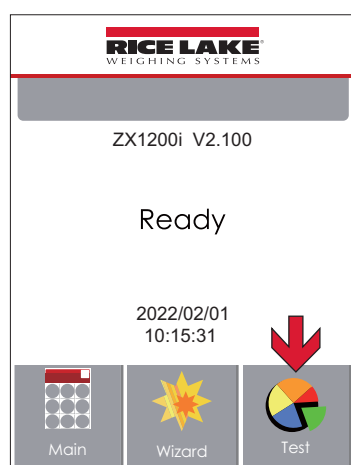 RICE LAKE
WEIGHING SYSTEMS
ZX1200i V2.100
Ready
2022/02/01
10:15:31
Main
Wizard
Test